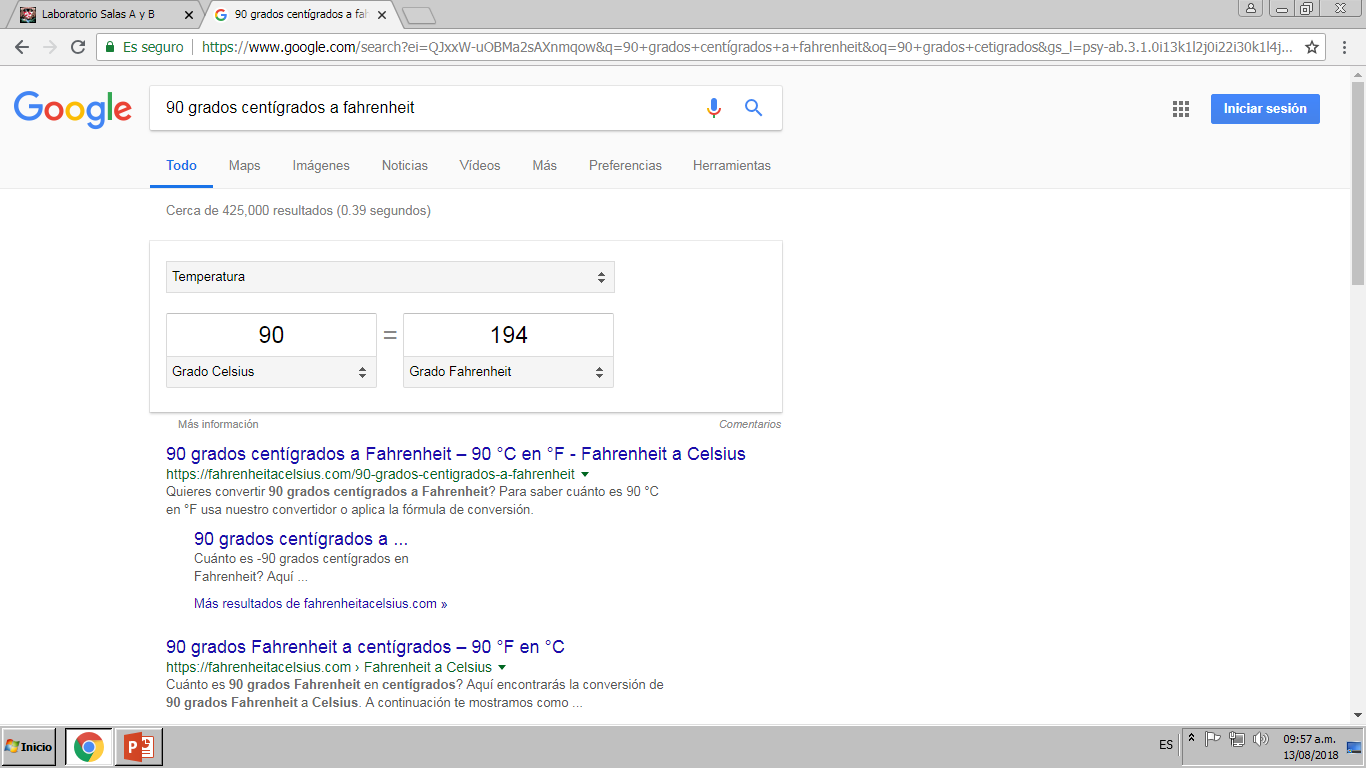 Laboratorio Salas A y B
90 grados centígrados a fah
Es seguro
https://www.google.com/search?ei=QJxxW-uOBMa2sAXnmqow&q=90+grados+centígrados+a+fahrenheit&oq=90+grados+cetigrados&gs_l=psy-ab.3.1.0i13k1l2j0i22i30k1l4j...
Google
90 grados centígrados a fahrenheit
Iniciar sesión
Todo Maps Imágenes Noticias Vídeos Más Preferencias Herramientas
Cerca de 425,000 resultados (0.39 segundos)
Temperatura
90 = 194
Grado Celsius Grado Fahrenheit
Más información Comentarios
90 grados centígrados a Fahrenheit – 90 °C en °F - Fahrenheit a Celsius
https://fahrenheitacelsius.com/90-grados-centigrados-a-fahrenheit
Quieres convertir 90 grados centígrados a Fahrenheit? Para saber cuánto es 90 °C
en °F usa nuestro convertidor o aplica la fórmula de conversión.
90 grados centígrados a ...
Cuánto es -90 grados centígrados en
Fahrenheit? Aquí ...
Más resultados de fahrenheitacelsius.com »
90 grados Fahrenheit a centígrados – 90 °F en °C
https://fahrenheitacelsius.com › Fahrenheit a Celsius
Cuánto es 90 grados Fahrenheit en centígrados? Aquí encontrarás la conversión de
90 grados Fahrenheit a Celsius. A continuación te mostramos como ...
Inicio
P
ES
09:57 a.m.
13/08/2018